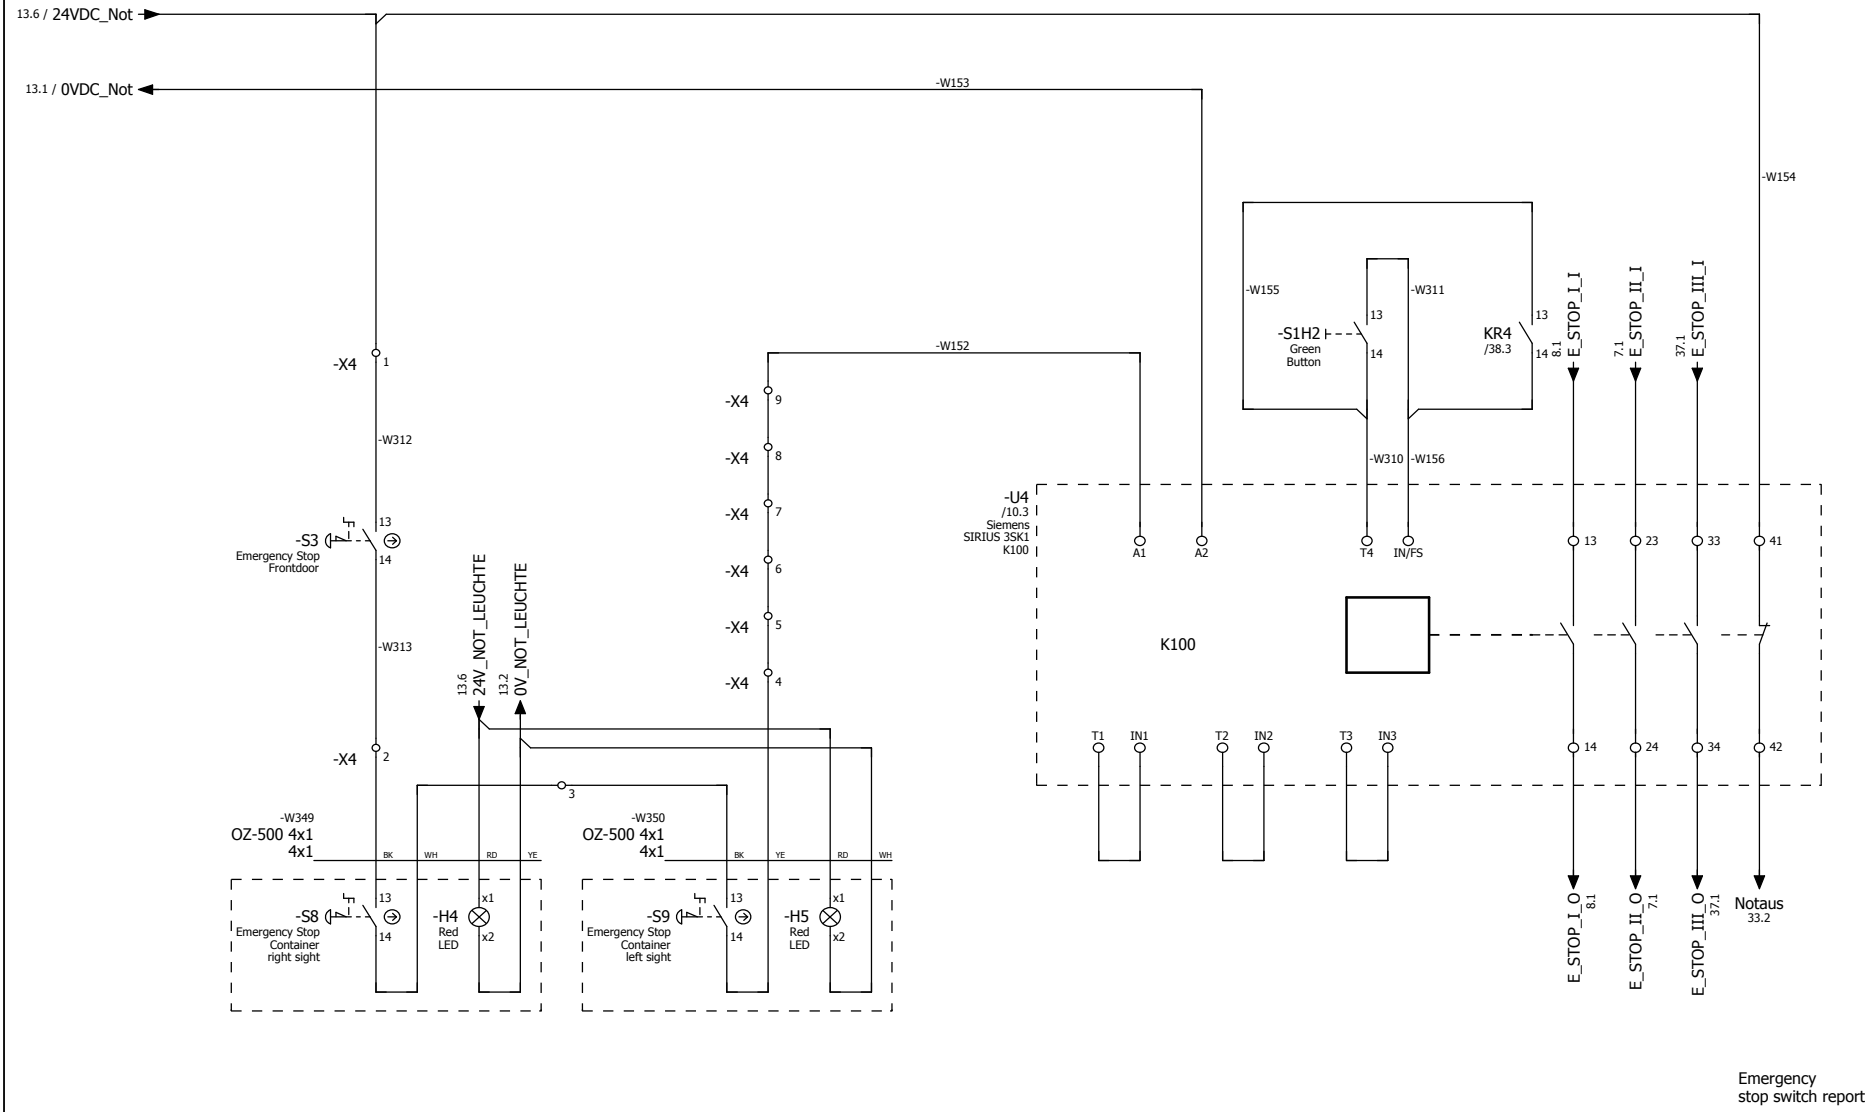 13.6 / 24VDC_Not
13.1 / 0VDC_Not
-W153
-W154
-W155
-W311
-S1H2
Green
Button
13
14
KR4
/38.3
13
14
8.1
E_STOP_I_I
7.1
E_STOP_II_I
37.1
E_STOP_III_I
-W152
-X4
1
-X4
9
-W312
-X4
8
-W310
-W156
-X4
7
-U4
/10.3
Siemens
SIRIUS 3SK1
K100
-S3
Emergency Stop
Frontdoor
13
14
A1
A2
T4
IN/FS
13
23
33
41
-X4
6
-X4
5
-W313
K100
13.6
24V_NOT_LEUCHTE
13.2
0V_NOT_LEUCHTE
-X4
4
-X4
2
T1
IN1
T2
IN2
T3
IN3
14
24
34
42
3
-W349
OZ-500 4x1
4x1
BK
WH
RD
YE
-W350
OZ-500 4x1
4x1
BK
YE
RD
WH
-S8
Emergency Stop
Container
right sight
13
14
-H4
Red
LED
x1
x2
-S9
Emergency Stop
Container
left sight
13
14
-H5
Red
LED
x1
x2
E_STOP_I_O
8.1
E_STOP_II_O
7.1
E_STOP_III_O
37.1
Notaus
33.2
Emergency
stop switch report